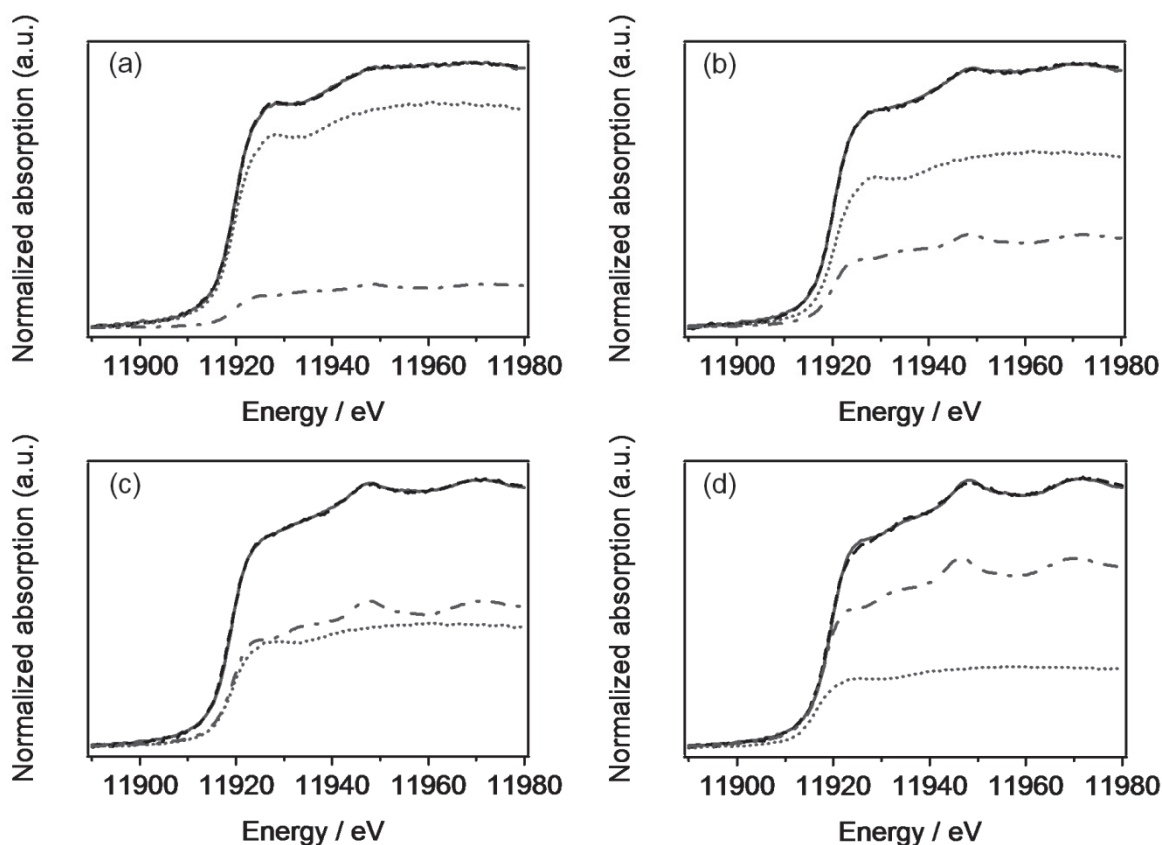 (a)
Normalized absorption (a.u.)
11900 11920 11940 11960 11980
Energy / eV
(b)
Normalized absorption (a.u.)
11900 11920 11940 11960 11980
Energy / eV
(c)
Normalized absorption (a.u.)
11900 11920 11940 11960 11980
Energy / eV
(d)
Normalized absorption (a.u.)
11900 11920 11940 11960 11980
Energy / eV